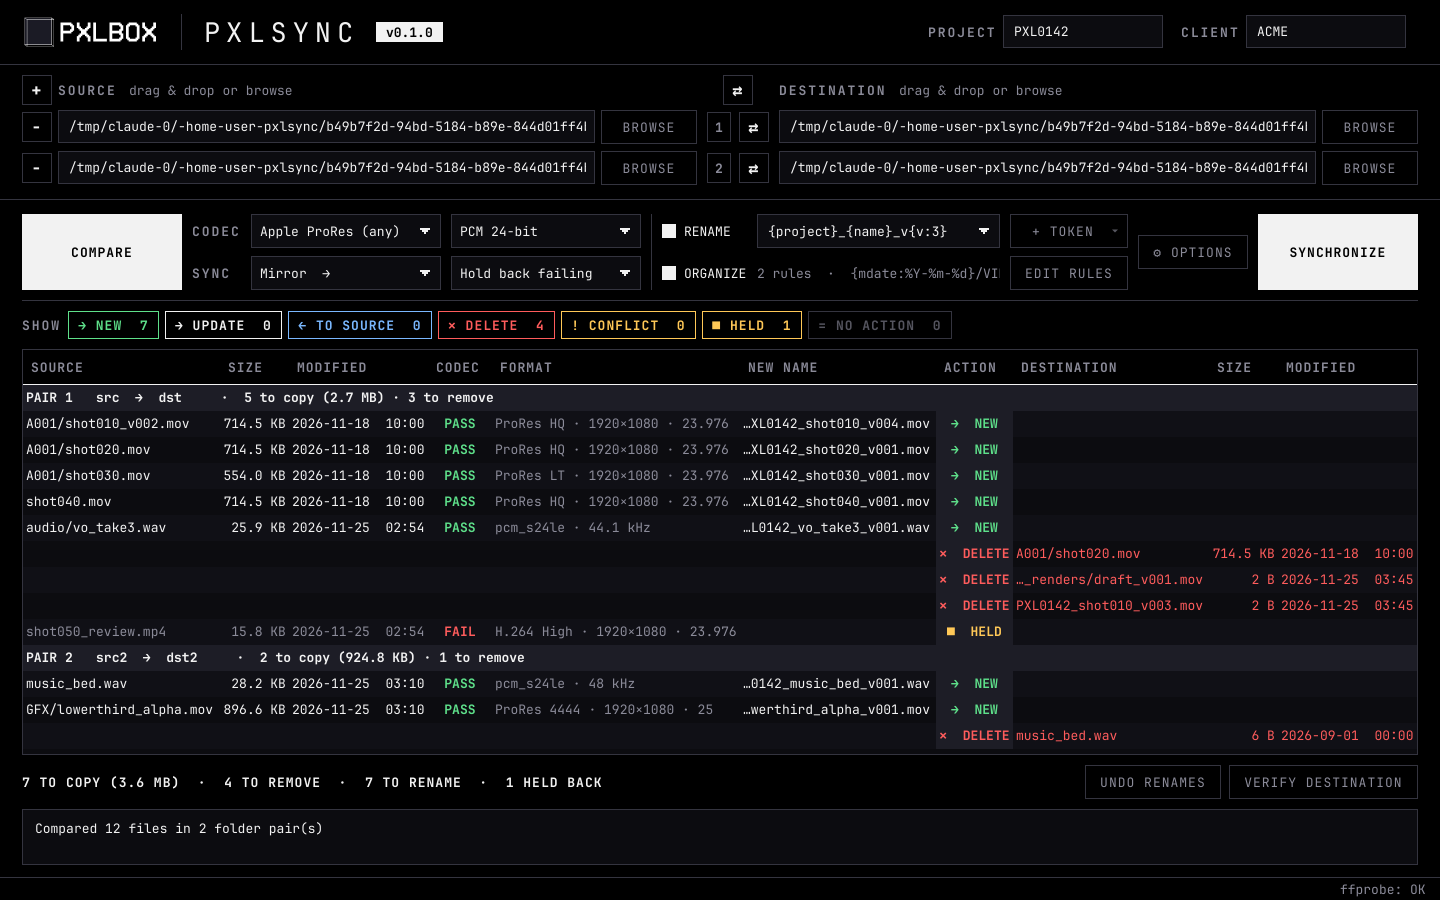 PXLBOX PXLSYNC v0.1.0 PROJECT PXL0142 CLIENT ACME
+ SOURCE drag & drop or browse ⇄ DESTINATION drag & drop or browse
- /tmp/claude-0/-home-user-pxlsync/b49b7f2d-94bd-5184-b89e-844d01ff4 BROWSE 1 ⇄ /tmp/claude-0/-home-user-pxlsync/b49b7f2d-94bd-5184-b89e-844d01ff4 BROWSE
- /tmp/claude-0/-home-user-pxlsync/b49b7f2d-94bd-5184-b89e-844d01ff4 BROWSE 2 ⇄ /tmp/claude-0/-home-user-pxlsync/b49b7f2d-94bd-5184-b89e-844d01ff4 BROWSE
COMPARE CODEC Apple ProRes (any) PCM 24-bit RENAME {project}_{name}_v{v:3} + TOKEN ⚙ OPTIONS SYNCHRONIZE
SYNC Mirror → Hold back failing ORGANIZE 2 rules · {mdate:%Y-%m-%d}/VI EDIT RULES
SHOW → NEW 7 → UPDATE 0 ← TO SOURCE 0 × DELETE 4 ! CONFLICT 0 ■ HELD 1 = NO ACTION 0
SOURCE SIZE MODIFIED CODEC FORMAT NEW NAME ACTION DESTINATION SIZE MODIFIED
PAIR 1 src → dst · 5 to copy (2.7 MB) · 3 to remove
A001/shot010_v002.mov 714.5 KB 2026-11-18 10:00 PASS ProRes HQ · 1920×1080 · 23.976 …XL0142_shot010_v004.mov → NEW
A001/shot020.mov 714.5 KB 2026-11-18 10:00 PASS ProRes HQ · 1920×1080 · 23.976 …XL0142_shot020_v001.mov → NEW
A001/shot030.mov 554.0 KB 2026-11-18 10:00 PASS ProRes LT · 1920×1080 · 23.976 …XL0142_shot030_v001.mov → NEW
shot040.mov 714.5 KB 2026-11-18 10:00 PASS ProRes HQ · 1920×1080 · 23.976 …XL0142_shot040_v001.mov → NEW
audio/vo_take3.wav 25.9 KB 2026-11-25 02:54 PASS pcm_s24le · 44.1 kHz …L0142_vo_take3_v001.wav → NEW
× DELETE A001/shot020.mov 714.5 KB 2026-11-18 10:00
× DELETE …_renders/draft_v001.mov 2 B 2026-11-25 03:45
× DELETE PXL0142_shot010_v003.mov 2 B 2026-11-25 03:45
shot050_review.mp4 15.8 KB 2026-11-25 02:54 FAIL H.264 High · 1920×1080 · 23.976 ■ HELD
PAIR 2 src2 → dst2 · 2 to copy (924.8 KB) · 1 to remove
music_bed.wav 28.2 KB 2026-11-25 03:10 PASS pcm_s24le · 48 kHz …0142_music_bed_v001.wav → NEW
GFX/lowerthird_alpha.mov 896.6 KB 2026-11-25 03:10 PASS ProRes 4444 · 1920×1080 · 25 …werthird_alpha_v001.mov → NEW
× DELETE music_bed.wav 6 B 2026-09-01 00:00
7 TO COPY (3.6 MB) · 4 TO REMOVE · 7 TO RENAME · 1 HELD BACK UNDO RENAMES VERIFY DESTINATION
Compared 12 files in 2 folder pair(s)
ffprobe: OK